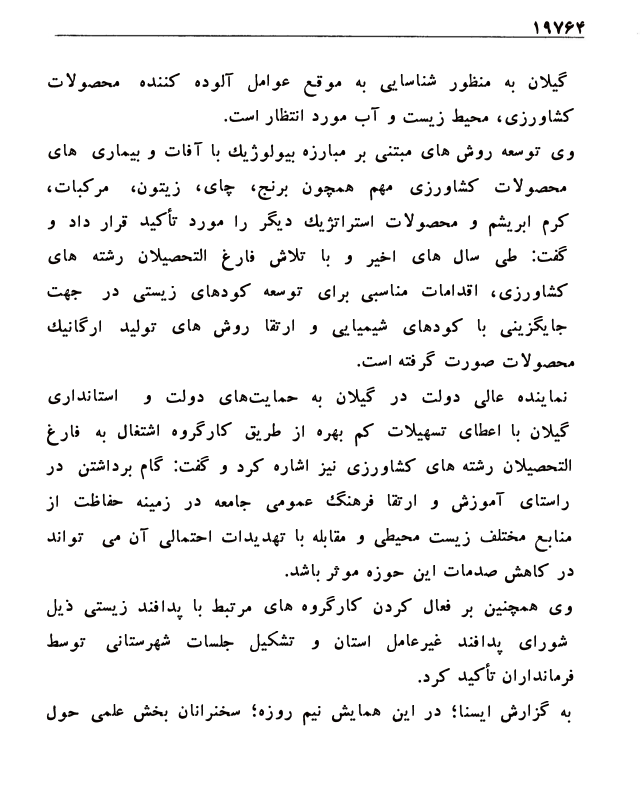 ۱۹۷۶۴
گیلان به منظور شناسایی به موقع عوامل آلوده کننده محصولات
کشاورزی، محیط زیست و آب مورد انتظار است.
وی توسعه روش های مبتنی بر مبارزه بیولوژیك با آفات و بیماری های
محصولات کشاورزی مهم همچون برنج، چای، زیتون، مرکبات،
کرم ابریشم و محصولات استراتژیك دیگر را مورد تأکید قرار داد و
گفت: طی سال های اخیر و با تلاش فارغ التحصیلان رشته های
کشاورزی، اقدامات مناسبی برای توسعه کودهای زیستی در جهت
جایگزینی با کودهای شیمیایی و ارتقا روش های تولید ارگانیك
محصولات صورت گرفته است.
نماینده عالی دولت در گیلان به حمایت‌های دولت و استانداری
گیلان با اعطای تسهیلات کم بهره از طریق کارگروه اشتغال به فارغ
التحصیلان رشته های کشاورزی نیز اشاره کرد و گفت: گام برداشتن در
راستای آموزش و ارتقا فرهنگ عمومی جامعه در زمینه حفاظت از
منابع مختلف زیست محیطی و مقابله با تهدیدات احتمالی آن می تواند
در کاهش صدمات این حوزه موثر باشد.
وی همچنین بر فعال کردن کارگروه های مرتبط با پدافند زیستی ذیل
شورای پدافند غیرعامل استان و تشکیل جلسات شهرستانی توسط
فرمانداران تأکید کرد.
به گزارش ایسنا؛ در این همایش نیم روزه؛ سخنرانان بخش علمی حول